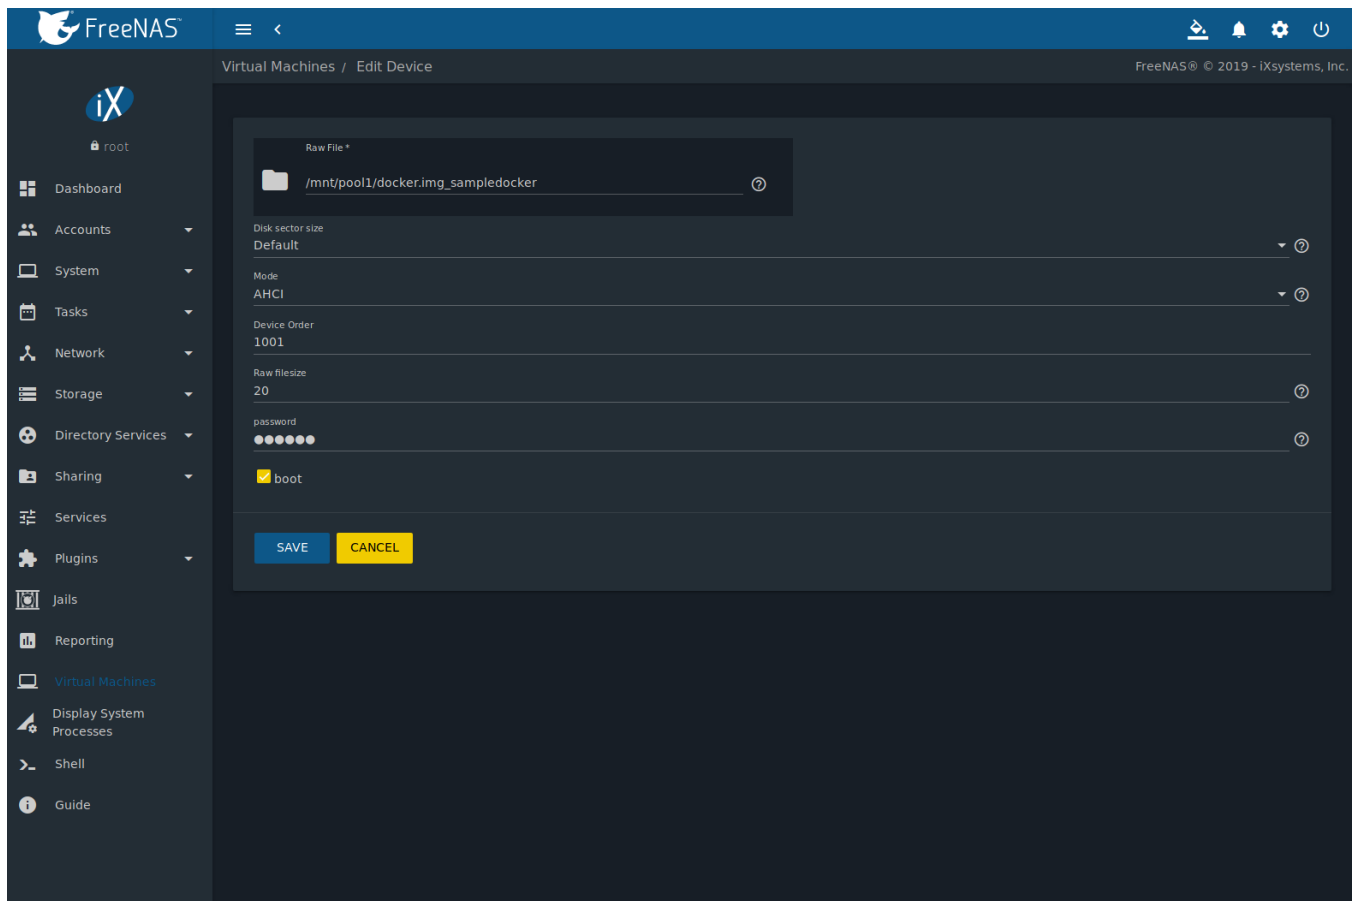 FreeNAS™
Virtual Machines / Edit Device
FreeNAS® © 2019 - iXsystems, Inc.
iX
root
Dashboard
Accounts
System
Tasks
Network
Storage
Directory Services
Sharing
Services
Plugins
Jails
Reporting
Virtual Machines
Display System
Processes
Shell
Guide
Raw File *
/mnt/pool1/docker.img_sampledocker
Disk sector size
Default
Mode
AHCI
Device Order
1001
Raw filesize
20
password
●●●●●●
boot
SAVE
CANCEL